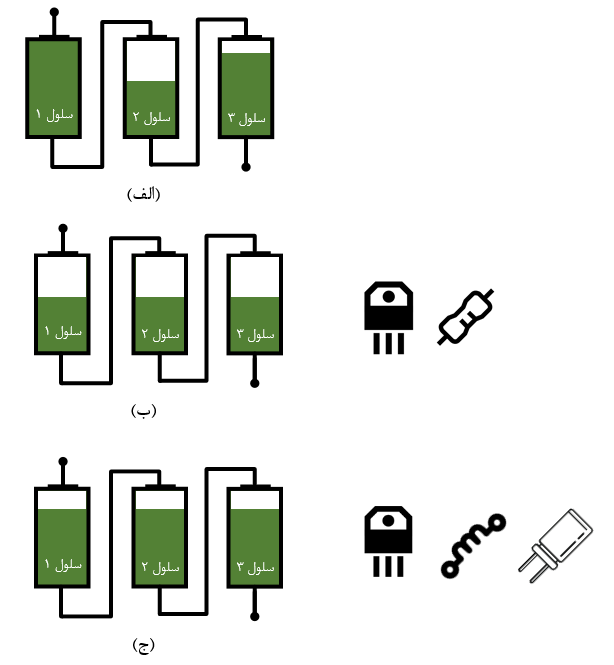 سلول ۱
سلول ۲
سلول ۳
(الف)
سلول ۱
سلول ۲
سلول ۳
(ب)
سلول ۱
سلول ۲
سلول ۳
(ج)